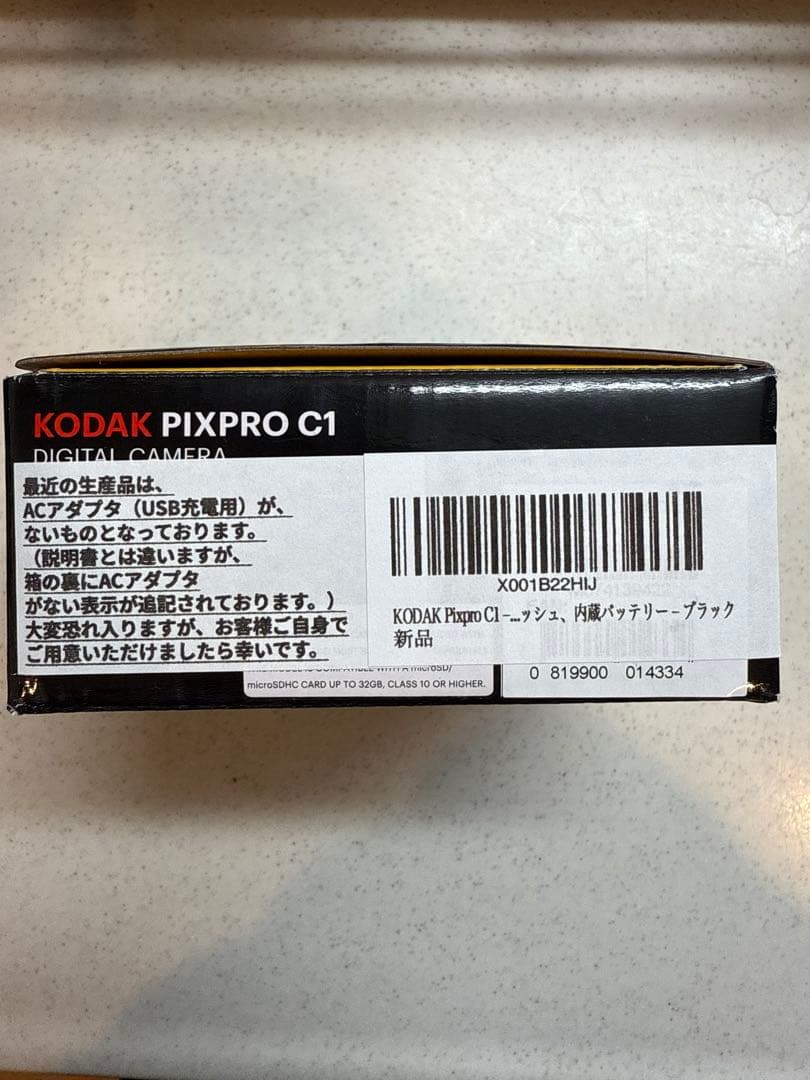 KODAK PIXPRO C1
DIGITAL CAMERA
最近の生産品は、
ACアダプタ（USB充電用）が、
ないものとなっております。
（説明書とは違いますが、
箱の裏にACアダプタ
がない表示が追記されております。）
大変恐れ入りますが、お客様ご自身で
ご用意いただけましたら幸いです。
X001B22HIJ
KODAK Pixpro C1 –...ッシュ、内蔵バッテリー – ブラック
新品
THIS MODEL IS COMPATIBLE WITH A microSD/
microSDHC CARD UP TO 32GB, CLASS 10 OR HIGHER.
0 819900 014334